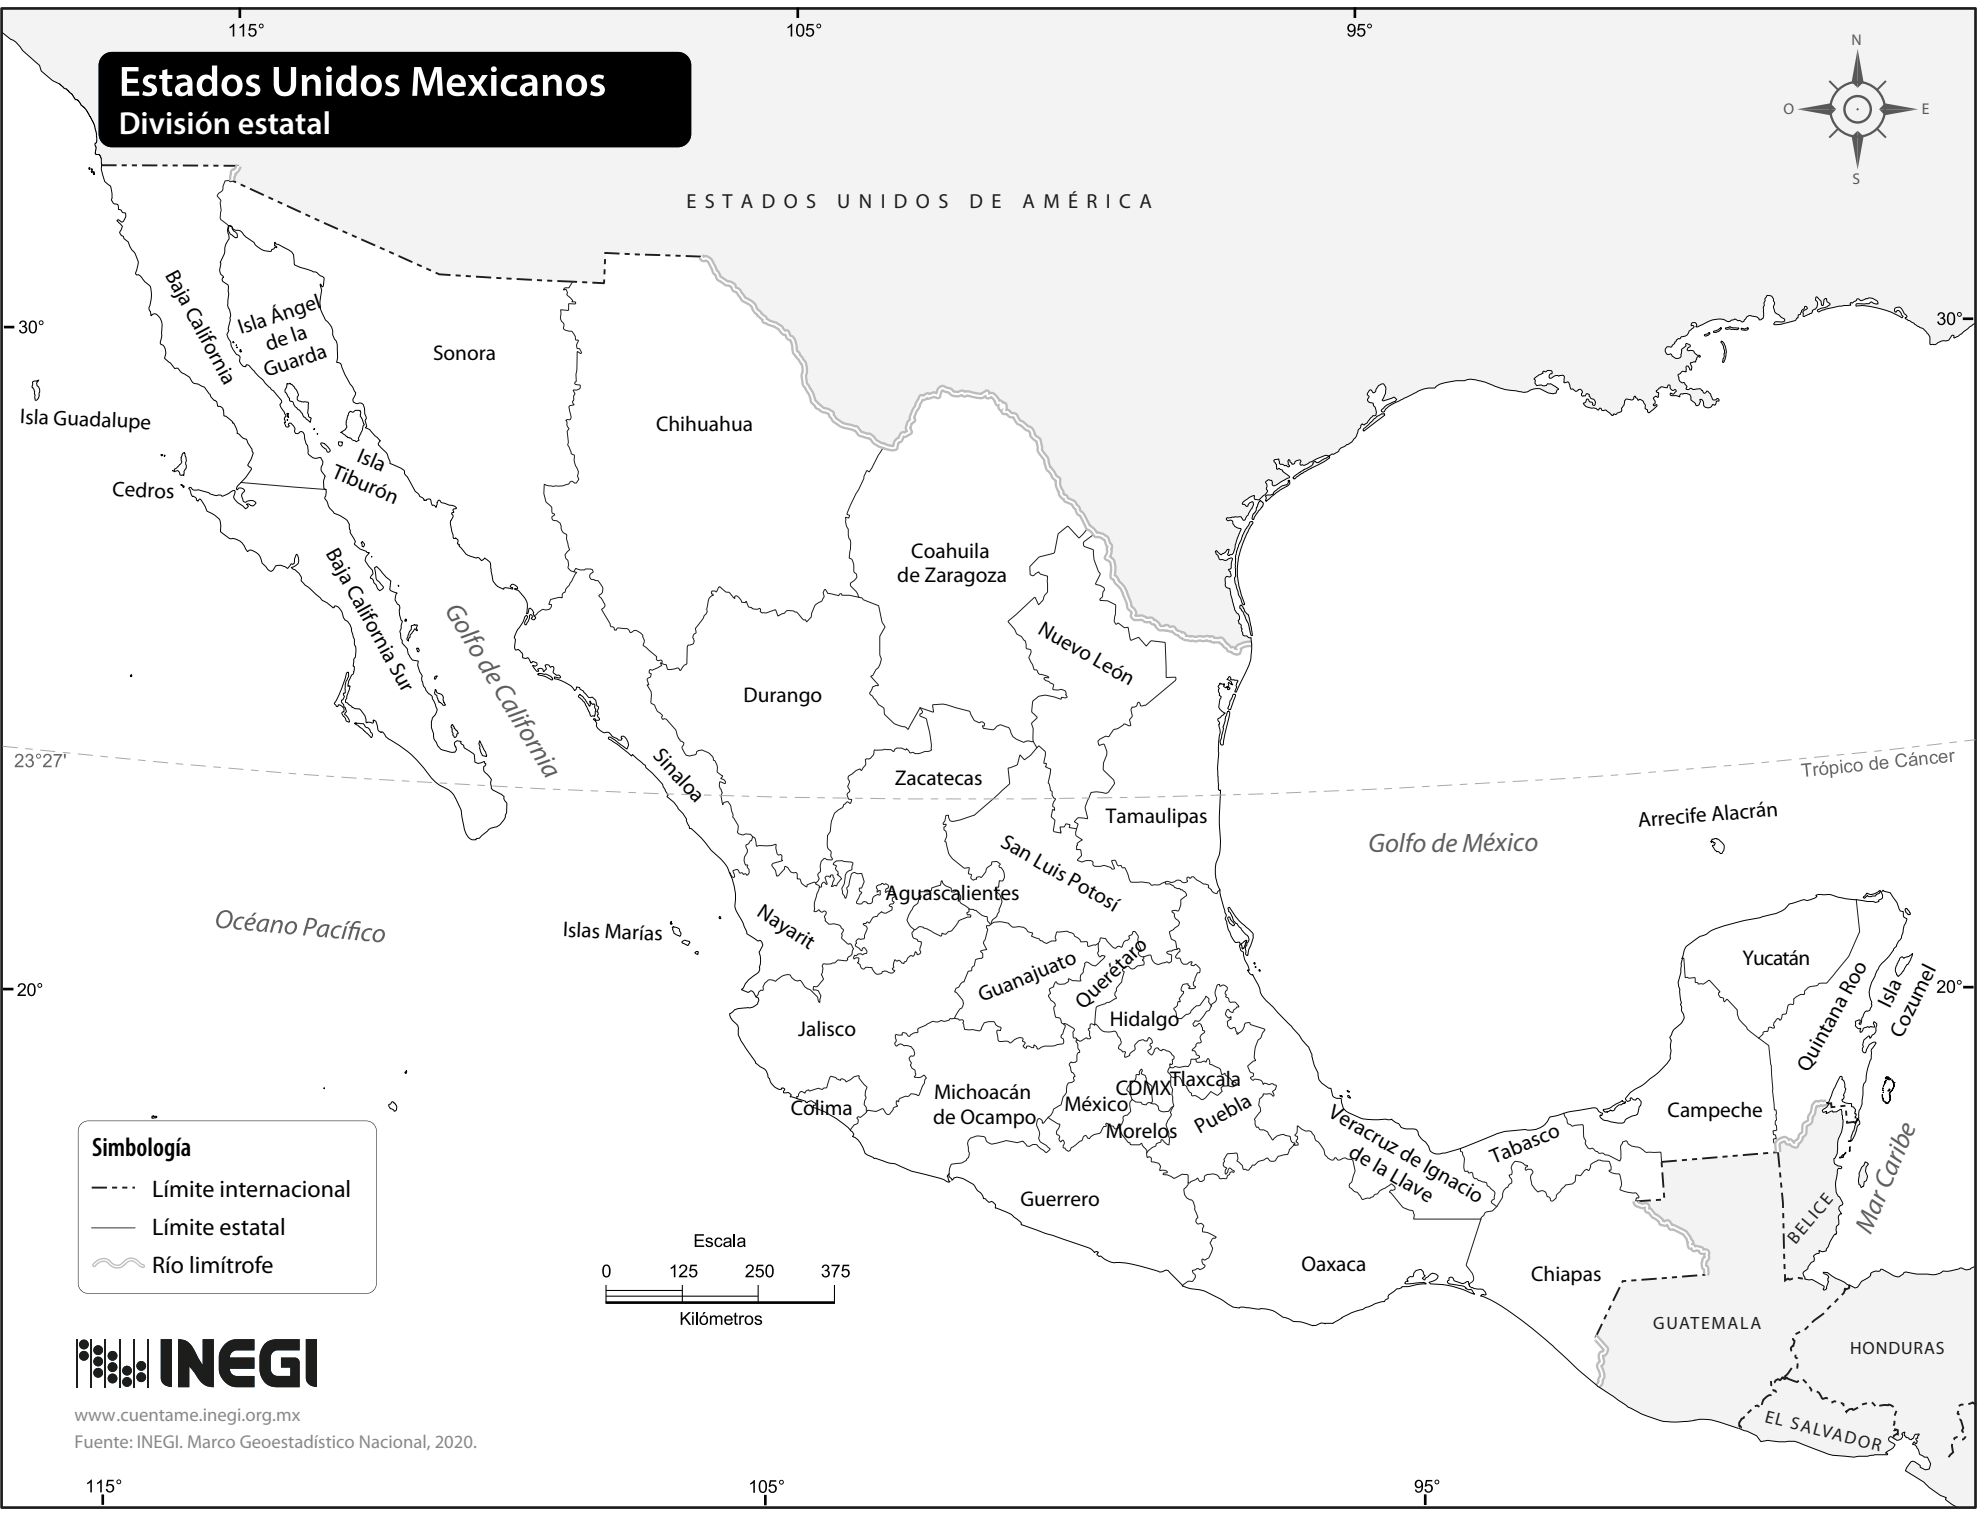 115°
105°
95°
Estados Unidos Mexicanos
División estatal
N
O
E
S
ESTADOS UNIDOS DE AMÉRICA
Baja California
Isla Ángel
de la
Guarda
Sonora
30°
30°
Isla Guadalupe
Chihuahua
Isla
Tiburón
Cedros
Coahuila
de Zaragoza
Baja California Sur
Golfo de California
Nuevo León
Durango
23°27'
Trópico de Cáncer
Sinaloa
Zacatecas
Tamaulipas
Arrecife Alacrán
Golfo de México
San Luis Potosí
Aguascalientes
Océano Pacífico
Islas Marías
Nayarit
Guanajuato
Querétaro
Yucatán
Quintana Roo
Isla
Cozumel
20°
20°
Jalisco
Hidalgo
Michoacán
de Ocampo
CDMX
Tlaxcala
México
Puebla
Morelos
Colima
Campeche
Veracruz de Ignacio
de la Llave
Tabasco
Mar Caribe
Simbología
Límite internacional
Límite estatal
Río limítrofe
Guerrero
Oaxaca
Chiapas
BELICE
Escala
0 125 250 375
Kilómetros
GUATEMALA
HONDURAS
EL SALVADOR
INEGI
www.cuentame.inegi.org.mx
Fuente: INEGI. Marco Geoestadístico Nacional, 2020.
115°
105°
95°